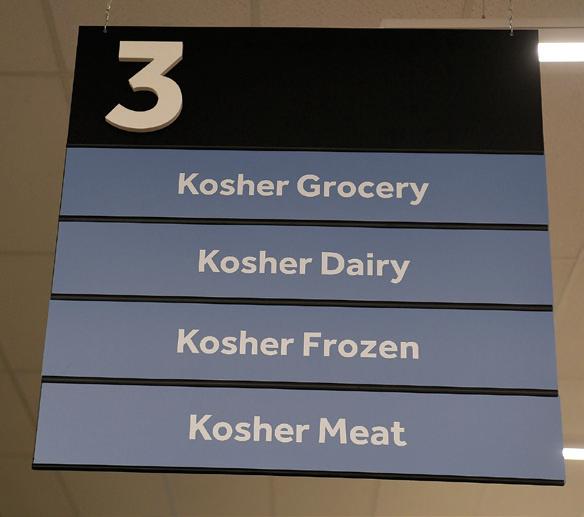 3
Kosher Grocery
Kosher Dairy
Kosher Frozen
Kosher Meat